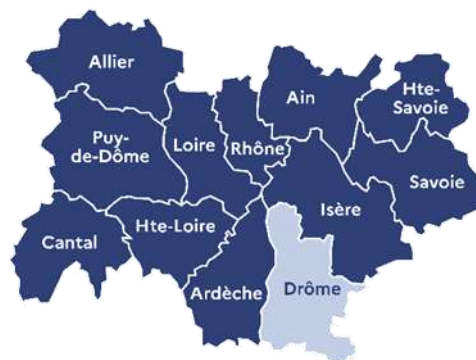 Allier
Ain
Hte-
Savoie
Puy-
de-Dôme
Loire
Rhône
Savoie
Isère
Hte-Loire
Cantal
Ardèche
Drôme